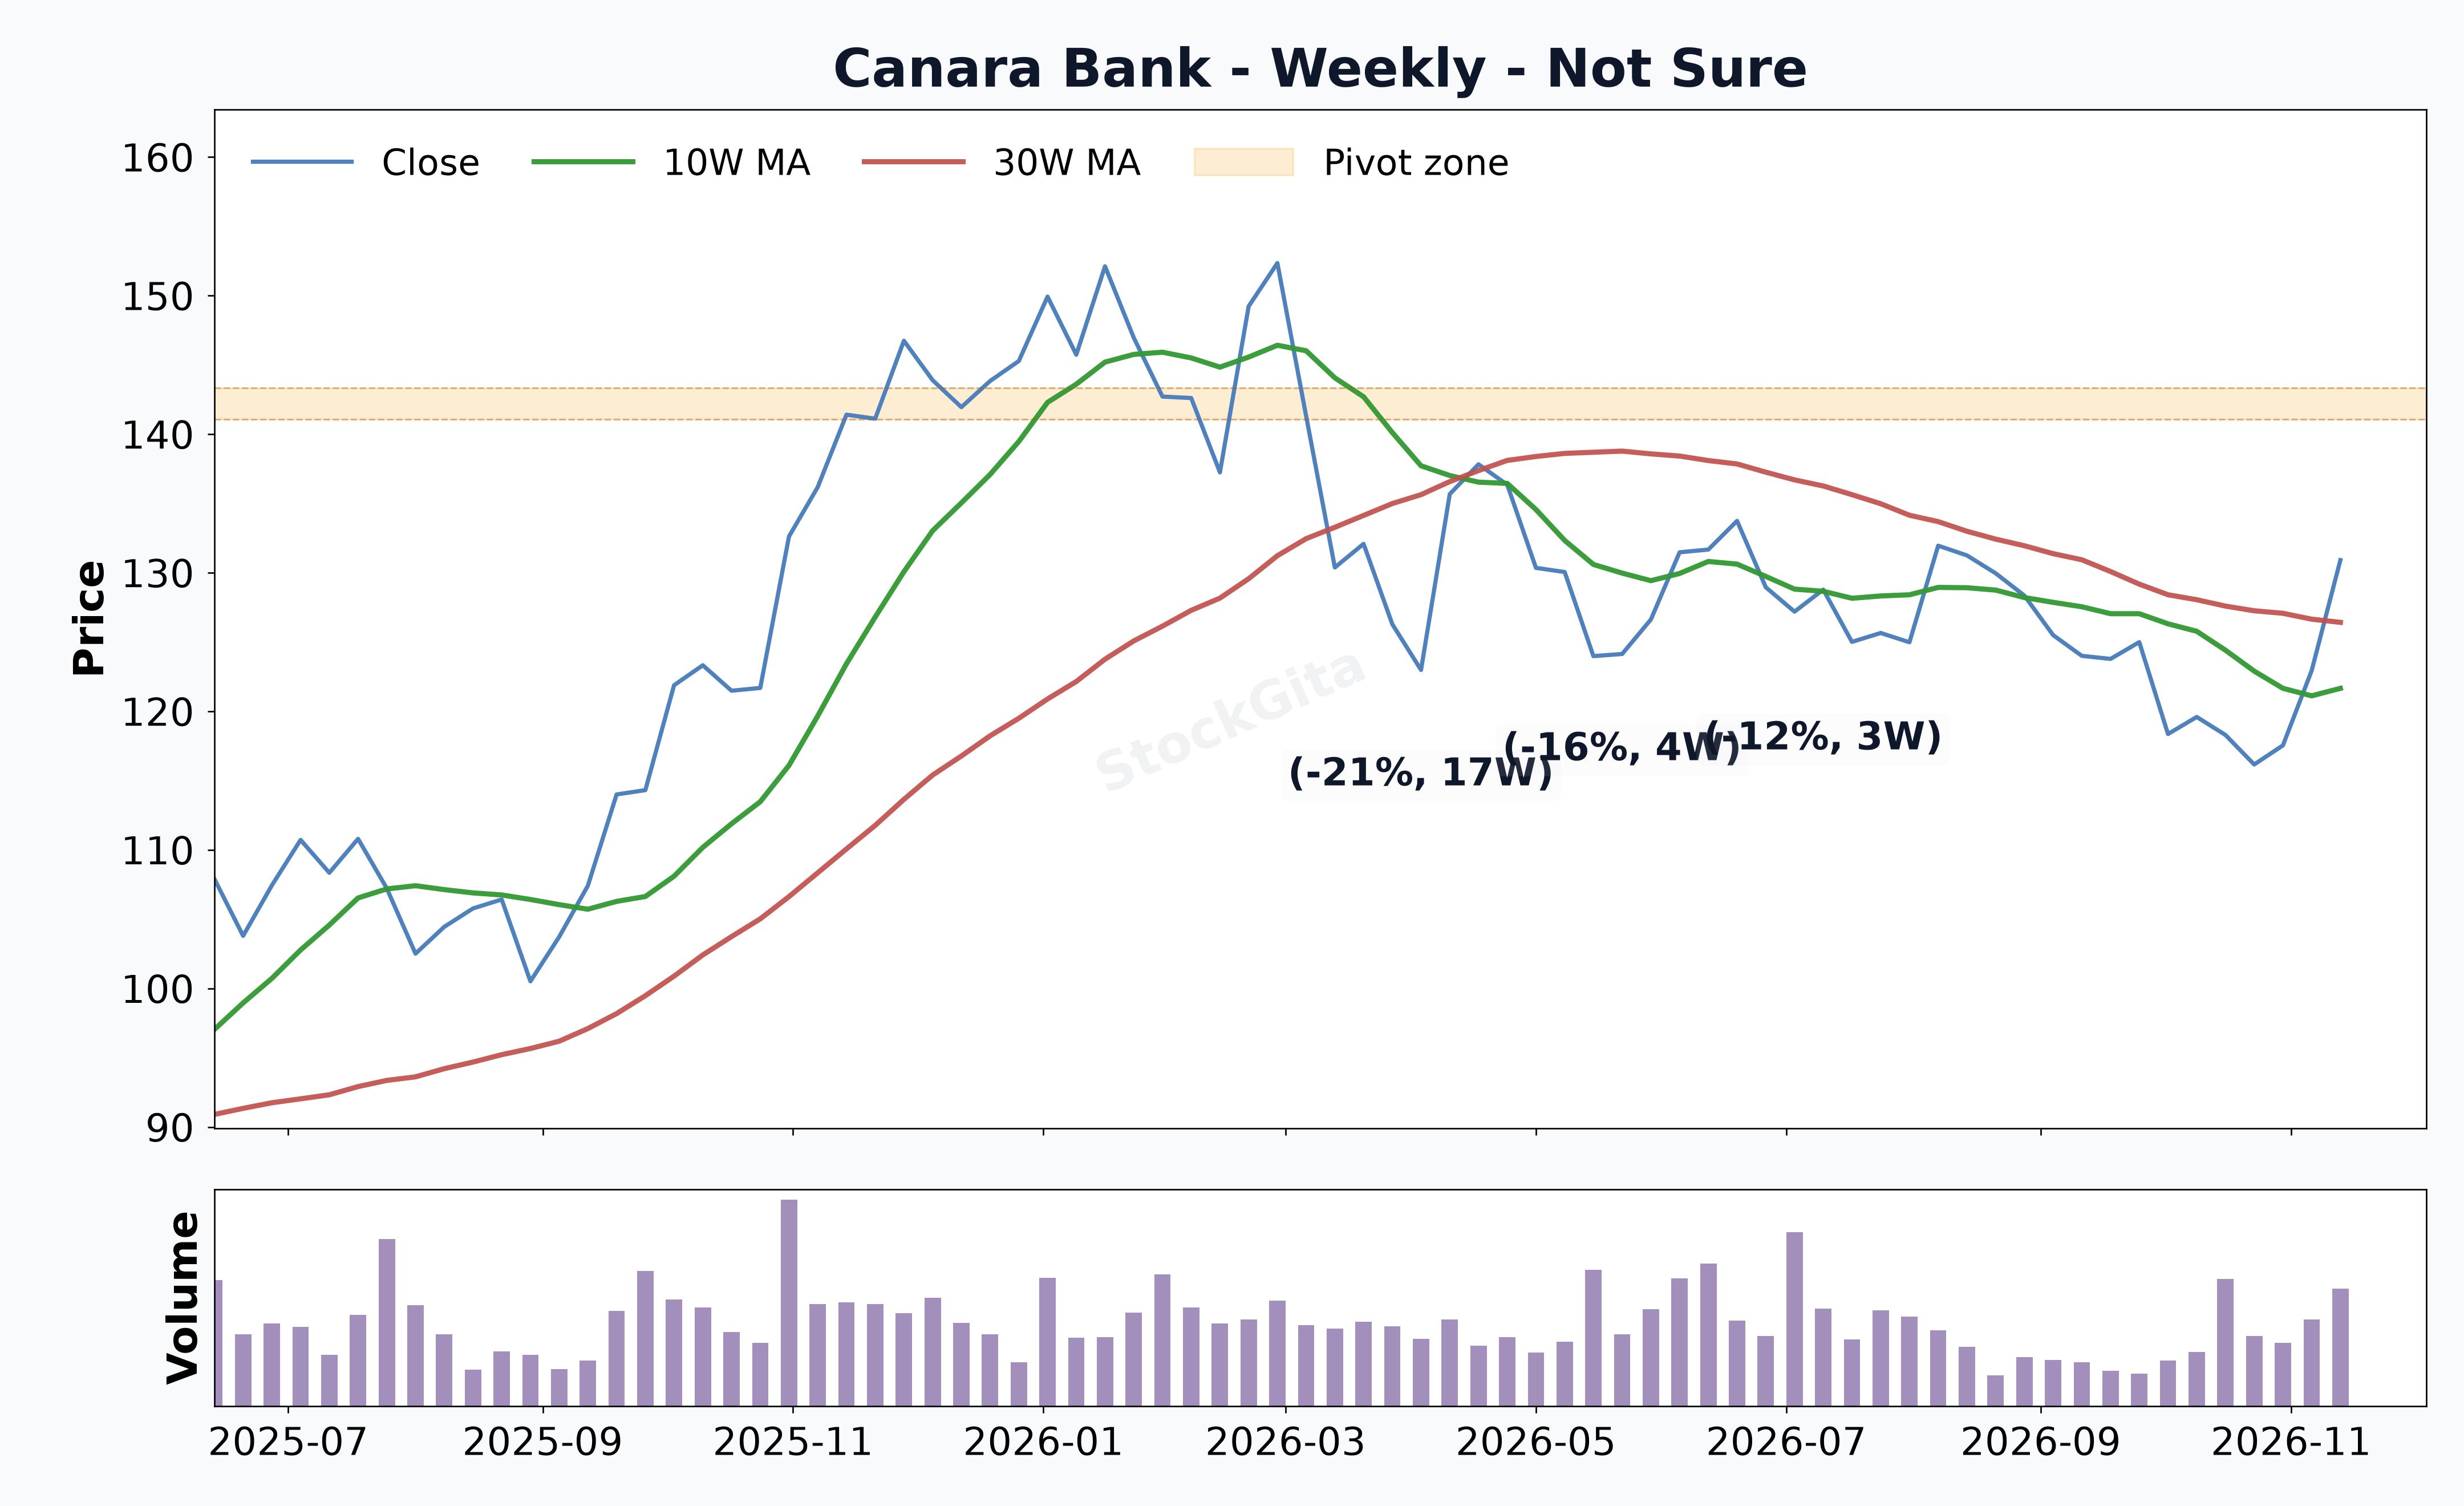 Canara Bank - Weekly - Not Sure
Close 10W MA 30W MA Pivot zone
160
150
140
130
120
110
100
90
Price
StockGita
(-21%, 17W)
(-16%, 4W)
(-12%, 3W)
Volume
2025-07 2025-09 2025-11 2026-01 2026-03 2026-05 2026-07 2026-09 2026-11